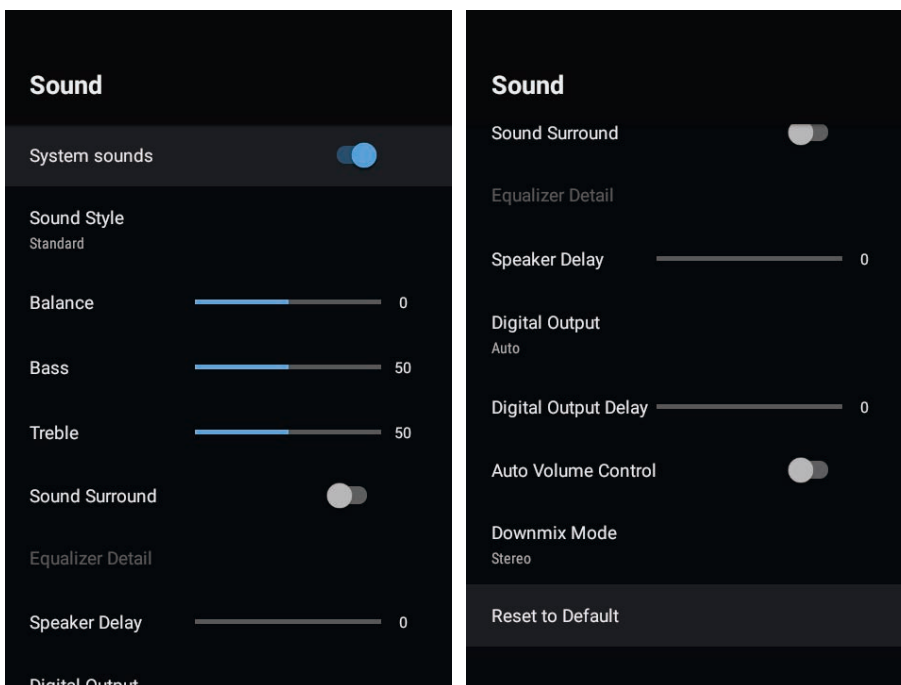 Sound
System sounds
Sound Style
Standard
Balance 0
Bass 50
Treble 50
Sound Surround
Equalizer Detail
Speaker Delay 0
Digital Output
Sound
Sound Surround
Equalizer Detail
Speaker Delay 0
Digital Output
Auto
Digital Output Delay 0
Auto Volume Control
Downmix Mode
Stereo
Reset to Default